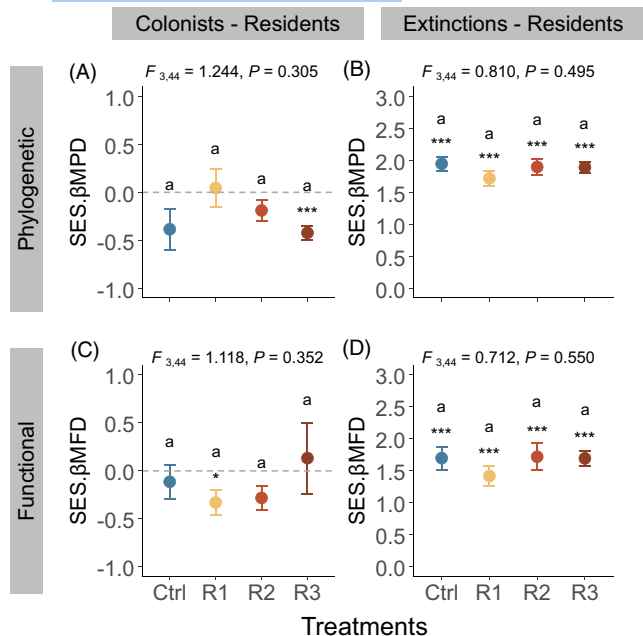 Colonists - Residents
Extinctions - Residents
Phylogenetic
Functional
(A)
F 3,44 = 1.244, P = 0.305
SES.βMPD
1.0
0.5
0.0
-0.5
-1.0
a
a
a
a
***
(B)
F 3,44 = 0.810, P = 0.495
SES.βMPD
3.0
2.5
2.0
1.5
1.0
0.5
0.0
a
a
a
a
***
***
***
***
(C)
F 3,44 = 1.118, P = 0.352
SES.βMFD
1.0
0.5
0.0
-0.5
-1.0
a
a
a
a
*
Ctrl R1 R2 R3
(D)
F 3,44 = 0.712, P = 0.550
SES.βMFD
3.0
2.5
2.0
1.5
1.0
0.5
0.0
a
a
a
a
***
***
***
***
Ctrl R1 R2 R3
Treatments